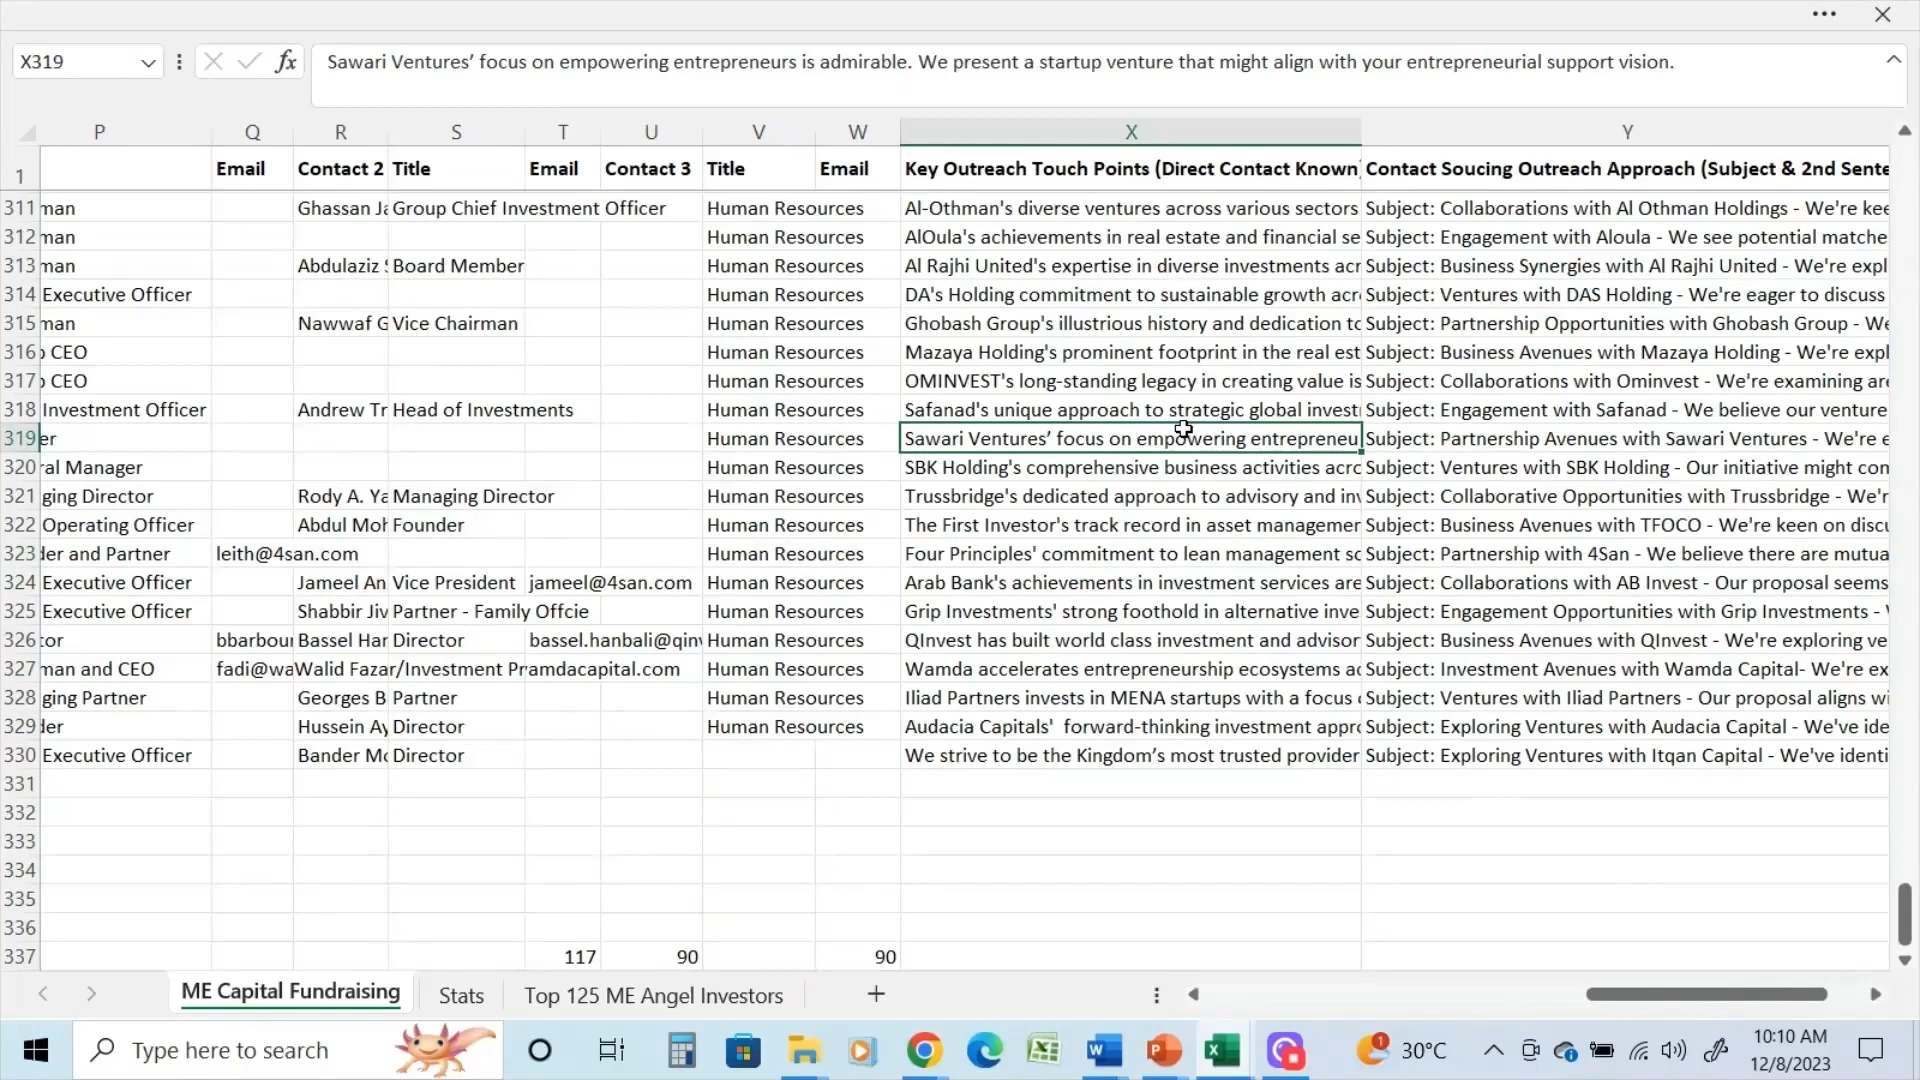 X319 fx Sawari Ventures’ focus on empowering entrepreneurs is admirable. We present a startup venture that might align with your entrepreneurial support vision.
P Q R S T U V W X Y
1 Email Contact 2 Title Email Contact 3 Title Email Key Outreach Touch Points (Direct Contact Known) Contact Soucing Outreach Approach (Subject & 2nd Sente
311 man Ghassan Ja Group Chief Investment Officer Human Resources Al-Othman's diverse ventures across various sectors Subject: Collaborations with Al Othman Holdings - We're kee
312 man Human Resources AlOula's achievements in real estate and financial se Subject: Engagement with Aloula - We see potential matche
313 man Abdulaziz Board Member Human Resources Al Rajhi United's expertise in diverse investments acr Subject: Business Synergies with Al Rajhi United - We're expl
314 Executive Officer Human Resources DA's Holding commitment to sustainable growth acr Subject: Ventures with DAS Holding - We're eager to discuss
315 man Nawwaf G Vice Chairman Human Resources Ghobash Group's illustrious history and dedication to Subject: Partnership Opportunities with Ghobash Group - We
316 CEO Human Resources Mazaya Holding's prominent footprint in the real est Subject: Business Avenues with Mazaya Holding - We're expl
317 CEO Human Resources OMINVEST's long-standing legacy in creating value is Subject: Collaborations with Ominvest - We're examining are
318 Investment Officer Andrew Tr Head of Investments Human Resources Safanad's unique approach to strategic global invest Subject: Engagement with Safanad - We believe our venture
319 er Human Resources Sawari Ventures’ focus on empowering entrepreneu Subject: Partnership Avenues with Sawari Ventures - We're e
320 ral Manager Human Resources SBK Holding's comprehensive business activities acro Subject: Ventures with SBK Holding - Our initiative might con
321 ging Director Rody A. Ya Managing Director Human Resources Trussbridge's dedicated approach to advisory and inv Subject: Collaborative Opportunities with Trussbridge - We'r
322 Operating Officer Abdul Moh Founder Human Resources The First Investor's track record in asset managemer Subject: Business Avenues with TFOCO - We're keen on discu
323 der and Partner leith@4san.com Human Resources Four Principles' commitment to lean management so Subject: Partnership with 4San - We believe there are mutua
324 Executive Officer Jameel An Vice President jameel@4san.com Human Resources Arab Bank's achievements in investment services are Subject: Collaborations with AB Invest - Our proposal seems
325 Executive Officer Shabbir Jiv Partner - Family Offcie Human Resources Grip Investments' strong foothold in alternative inve Subject: Engagement Opportunities with Grip Investments -
326 tor bbarbour Bassel Han Director bassel.hanbali@qinv Human Resources QInvest has built world class investment and advisor Subject: Business Avenues with QInvest - We're exploring ve
327 man and CEO fadi@wa Walid Fazar/Investment Pr amdacapital.com Human Resources Wamda accelerates entrepreneurship ecosystems ac Subject: Investment Avenues with Wamda Capital- We're ex
328 ging Partner Georges B Partner Human Resources Iliad Partners invests in MENA startups with a focus Subject: Ventures with Iliad Partners - Our proposal aligns wi
329 der Hussein Ay Director Human Resources Audacia Capitals' forward-thinking investment appro Subject: Exploring Ventures with Audacia Capital - We've ide
330 Executive Officer Bander Mo Director We strive to be the Kingdom’s most trusted provider Subject: Exploring Ventures with Itqan Capital - We've identi
331
332
333
334
335
336
337 117 90 90
ME Capital Fundraising Stats Top 125 ME Angel Investors
Type here to search 1 30°C 10:10 AM
12/8/2023